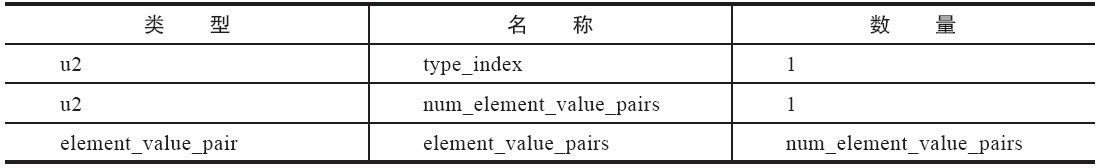 类 型 名 称 数 量
u2 type_index 1
u2 num_element_value_pairs 1
element_value_pair element_value_pairs num_element_value_pairs